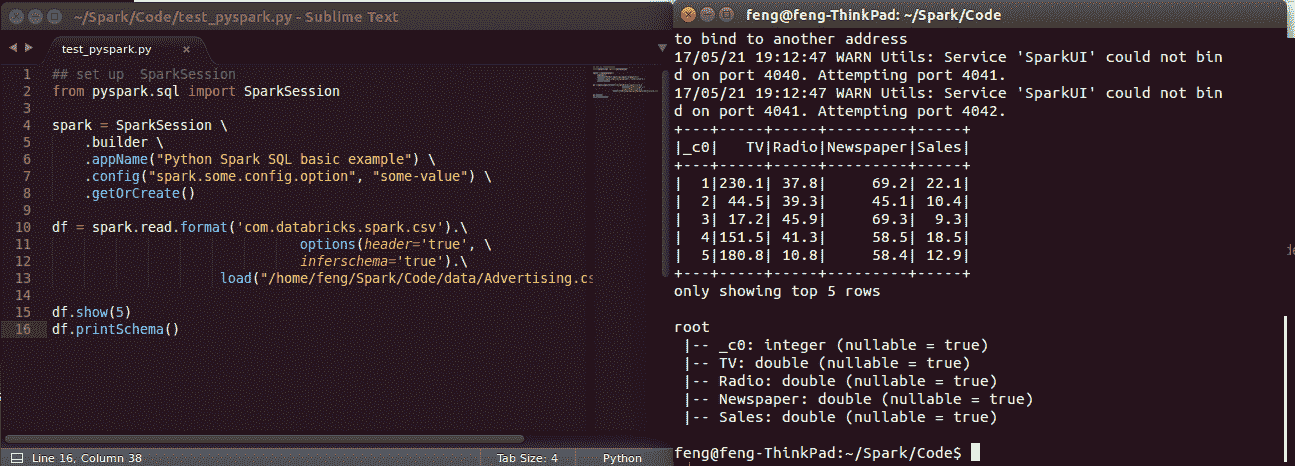 ~/Spark/Code/test_pyspark.py - Sublime Text
test_pyspark.py
1 ## set up  SparkSession
2 from pyspark.sql import SparkSession
3
4 spark = SparkSession \
5     .builder \
6     .appName("Python Spark SQL basic example") \
7     .config("spark.some.config.option", "some-value") \
8     .getOrCreate()
9
10 df = spark.read.format('com.databricks.spark.csv').\
11                                options(header='true', \
12                                inferschema='true').\
13                      load("/home/feng/Spark/Code/data/Advertising.cs
14
15 df.show(5)
16 df.printSchema()
Line 16, Column 38
Tab Size: 4
Python
feng@feng-ThinkPad: ~/Spark/Code
to bind to another address
17/05/21 19:12:47 WARN Utils: Service 'SparkUI' could not bin
d on port 4040. Attempting port 4041.
17/05/21 19:12:47 WARN Utils: Service 'SparkUI' could not bin
d on port 4041. Attempting port 4042.
+---+-----+-----+---------+-----+
|_c0|   TV|Radio|Newspaper|Sales|
+---+-----+-----+---------+-----+
|  1|230.1| 37.8|     69.2| 22.1|
|  2| 44.5| 39.3|     45.1| 10.4|
|  3| 17.2| 45.9|     69.3|  9.3|
|  4|151.5| 41.3|     58.5| 18.5|
|  5|180.8| 10.8|     58.4| 12.9|
+---+-----+-----+---------+-----+
only showing top 5 rows
root
 |-- _c0: integer (nullable = true)
 |-- TV: double (nullable = true)
 |-- Radio: double (nullable = true)
 |-- Newspaper: double (nullable = true)
 |-- Sales: double (nullable = true)
feng@feng-ThinkPad:~/Spark/Code$